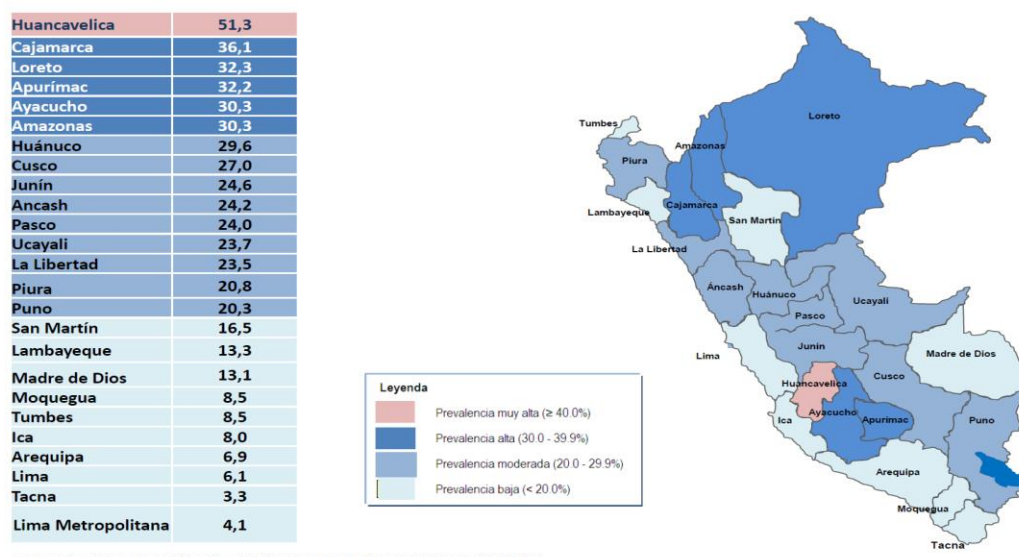 Huancavelica 51,3
Cajamarca 36,1
Loreto 32,3
Apurímac 32,2
Ayacucho 30,3
Amazonas 30,3
Huánuco 29,6
Cusco 27,0
Junín 24,6
Ancash 24,2
Pasco 24,0
Ucayali 23,7
La Libertad 23,5
Piura 20,8
Puno 20,3
San Martín 16,5
Lambayeque 13,3
Madre de Dios 13,1
Moquegua 8,5
Tumbes 8,5
Ica 8,0
Arequipa 6,9
Lima 6,1
Tacna 3,3
Lima Metropolitana 4,1
Leyenda
Prevalencia muy alta (≥ 40.0%)
Prevalencia alta (30.0 - 39.9%)
Prevalencia moderada (20.0 - 29.9%)
Prevalencia baja (< 20.0%)
Loreto
Tumbes
Amazonas
Piura
Cajamarca
Lambayeque
San Martín
La Libertad
Áncash
Huánuco
Ucayali
Pasco
Junín
Lima
Madre de Dios
Cusco
Huancavelica
Ayacucho
Apurímac
Ica
Puno
Arequipa
Moquegua
Tacna